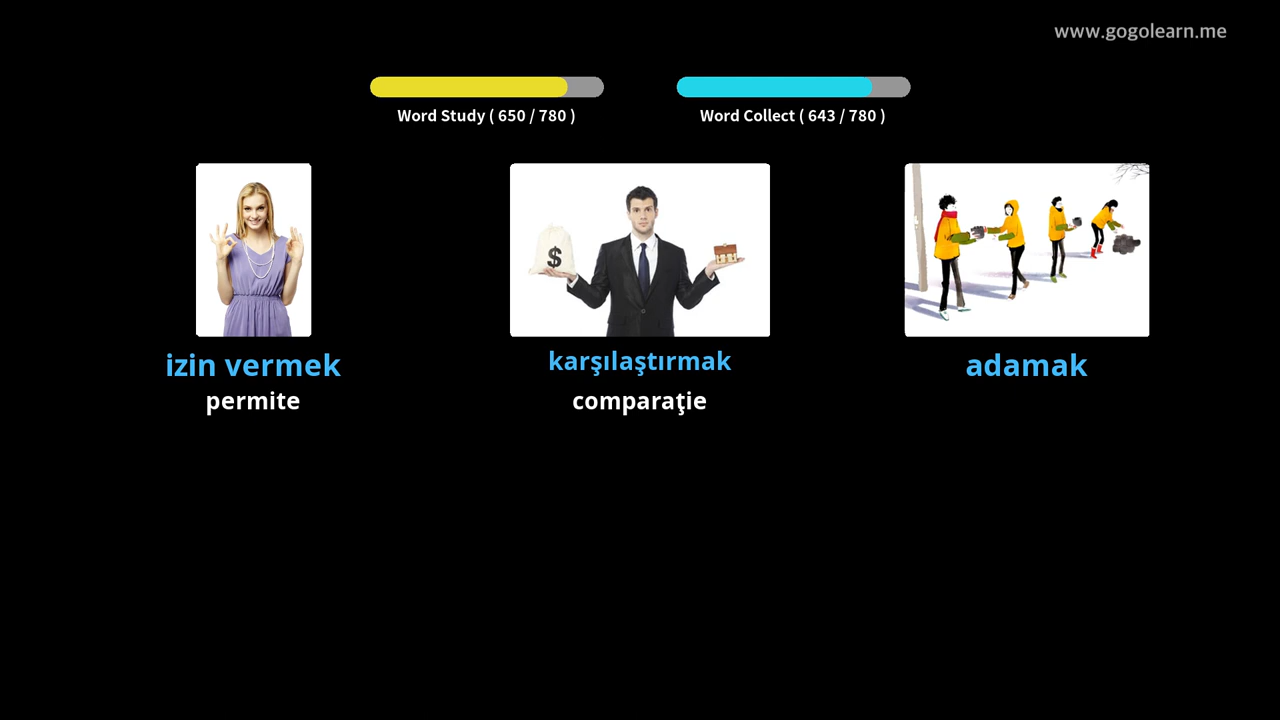 www.gogolearn.me
Word Study ( 650 / 780 )
Word Collect ( 643 / 780 )
$
izin vermek
permite
karşılaştırmak
comparaţie
adamak